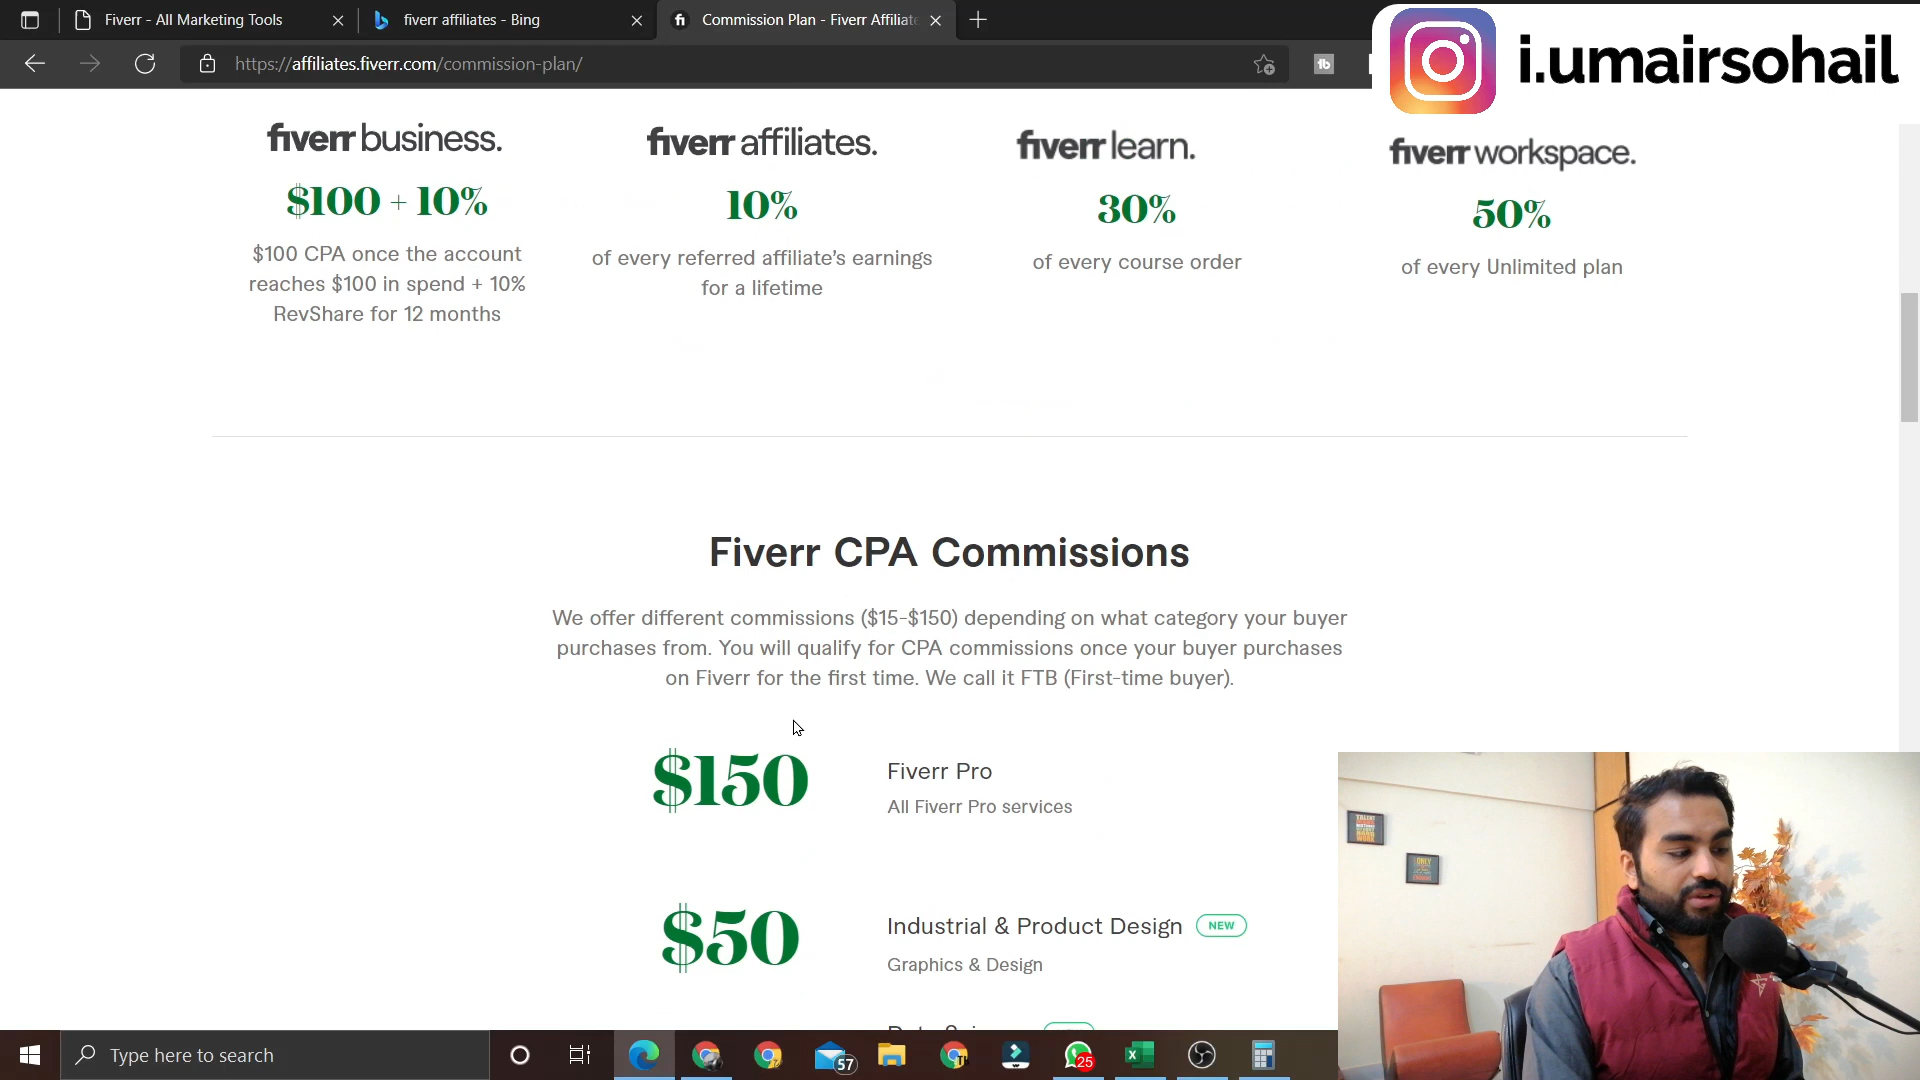 Fiverr - All Marketing Tools
fiverr affiliates - Bing
Commission Plan - Fiverr Affiliate
https://affiliates.fiverr.com/commission-plan/
i.umairsohail
fiverr business.
$100 + 10%
$100 CPA once the account
reaches $100 in spend + 10%
RevShare for 12 months
fiverr affiliates.
10%
of every referred affiliate's earnings
for a lifetime
fiverr learn.
30%
of every course order
fiverr workspace.
50%
of every Unlimited plan
Fiverr CPA Commissions
We offer different commissions ($15-$150) depending on what category your buyer
purchases from. You will qualify for CPA commissions once your buyer purchases
on Fiverr for the first time. We call it FTB (First-time buyer).
$150
Fiverr Pro
All Fiverr Pro services
$50
Industrial & Product Design NEW
Graphics & Design
Type here to search
57
25